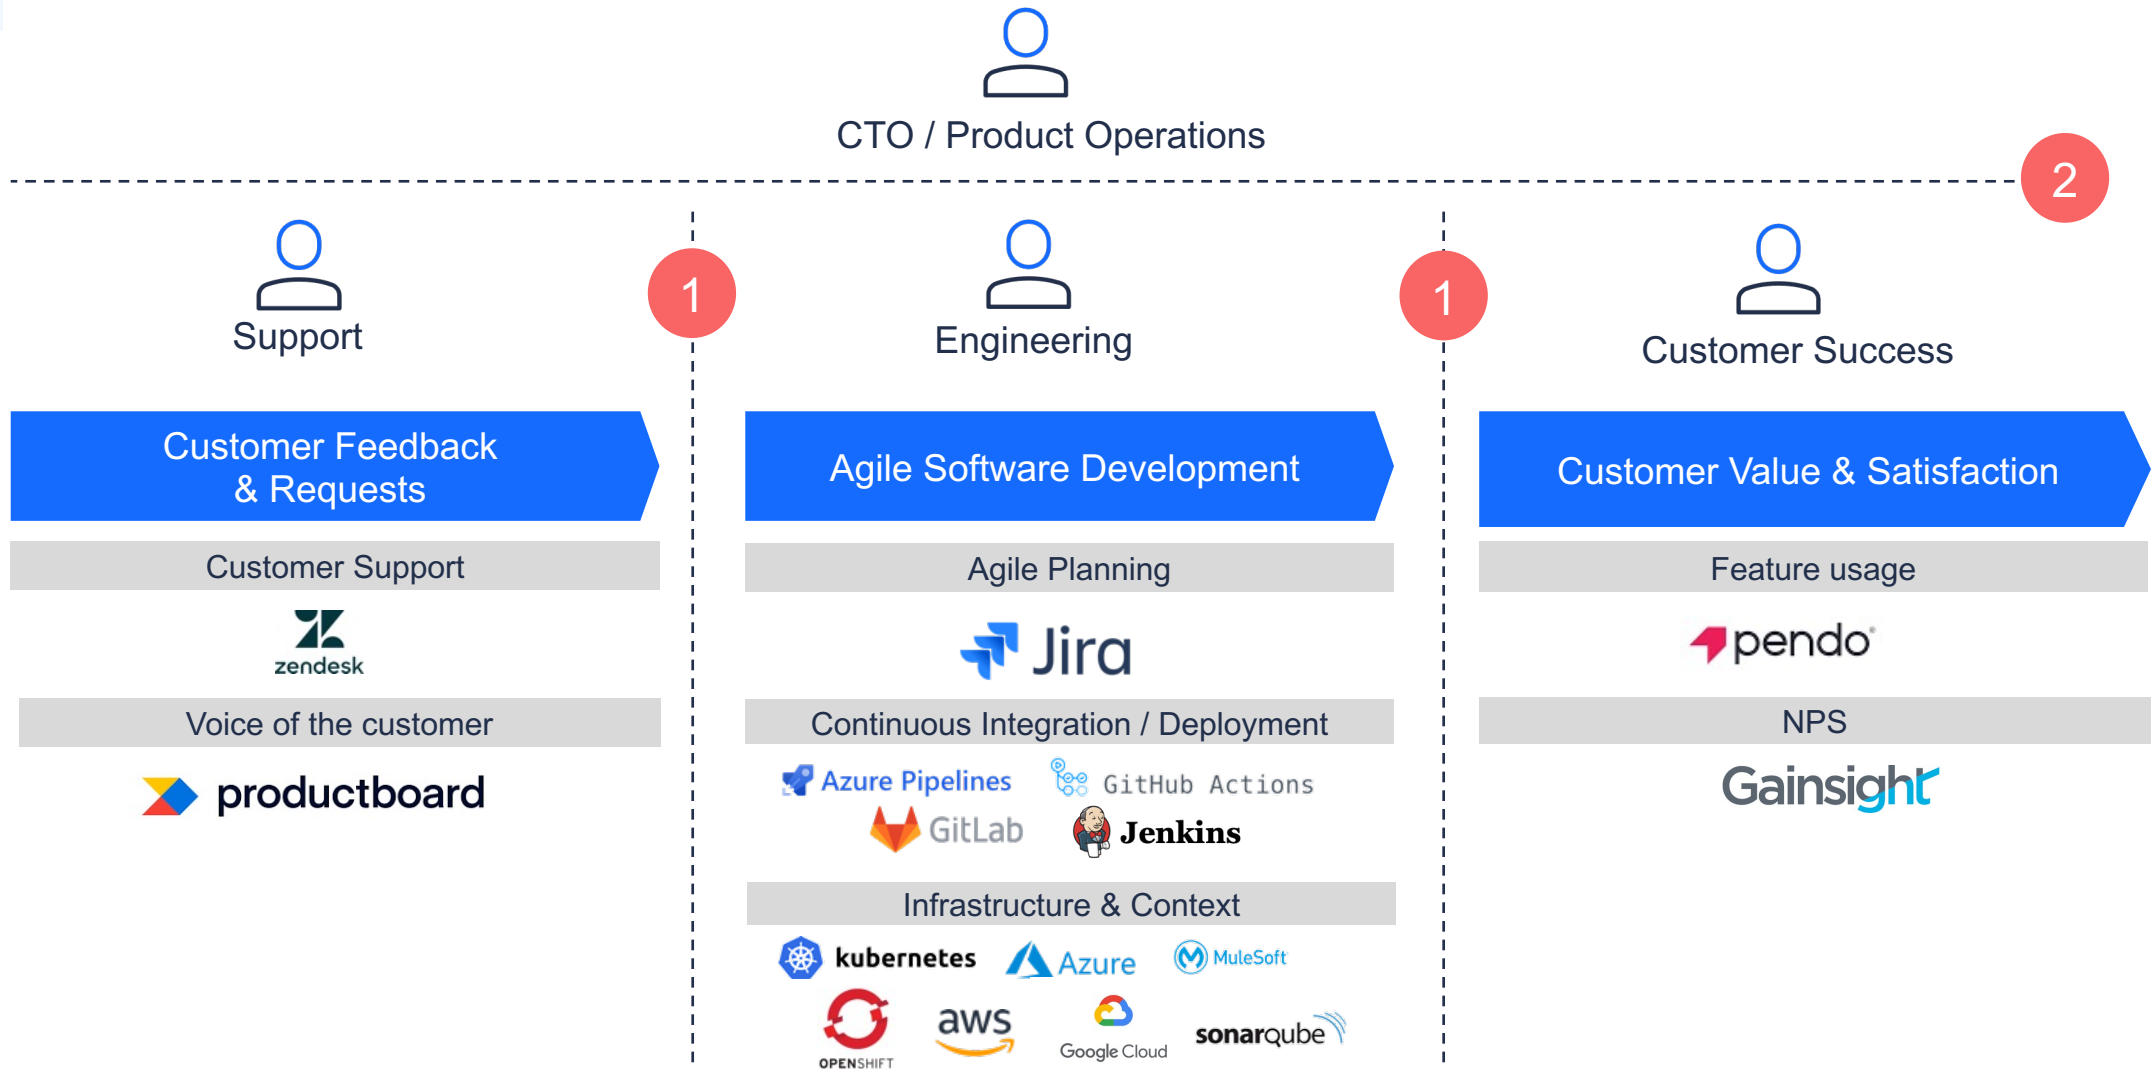 CTO / Product Operations
2
Support
1
Engineering
1
Customer Success
Customer Feedback
& Requests
Agile Software Development
Customer Value & Satisfaction
Customer Support
zendesk
Voice of the customer
productboard
Agile Planning
Jira
Continuous Integration / Deployment
Azure Pipelines
GitHub Actions
GitLab
Jenkins
Infrastructure & Context
kubernetes
Azure
MuleSoft
OPENSHIFT
aws
Google Cloud
sonarqube
Feature usage
pendo
NPS
Gainsight